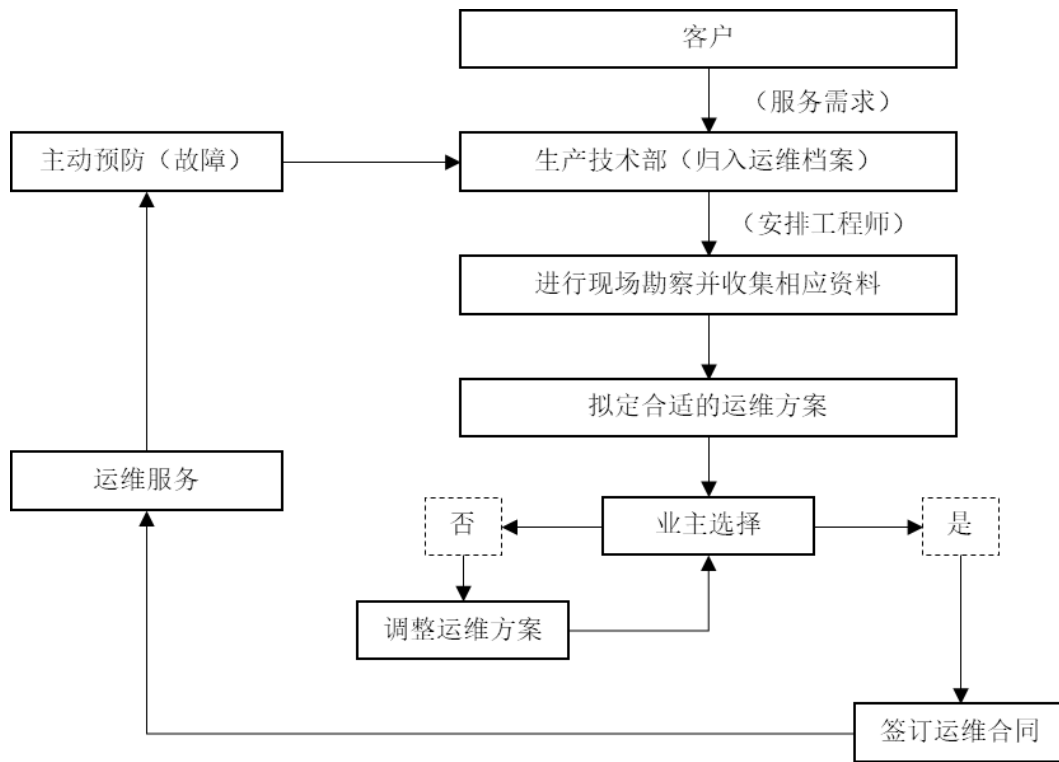 客户
（服务需求）
主动预防（故障）
生产技术部（归入运维档案）
（安排工程师）
进行现场勘察并收集相应资料
拟定合适的运维方案
运维服务
否
业主选择
是
调整运维方案
签订运维合同